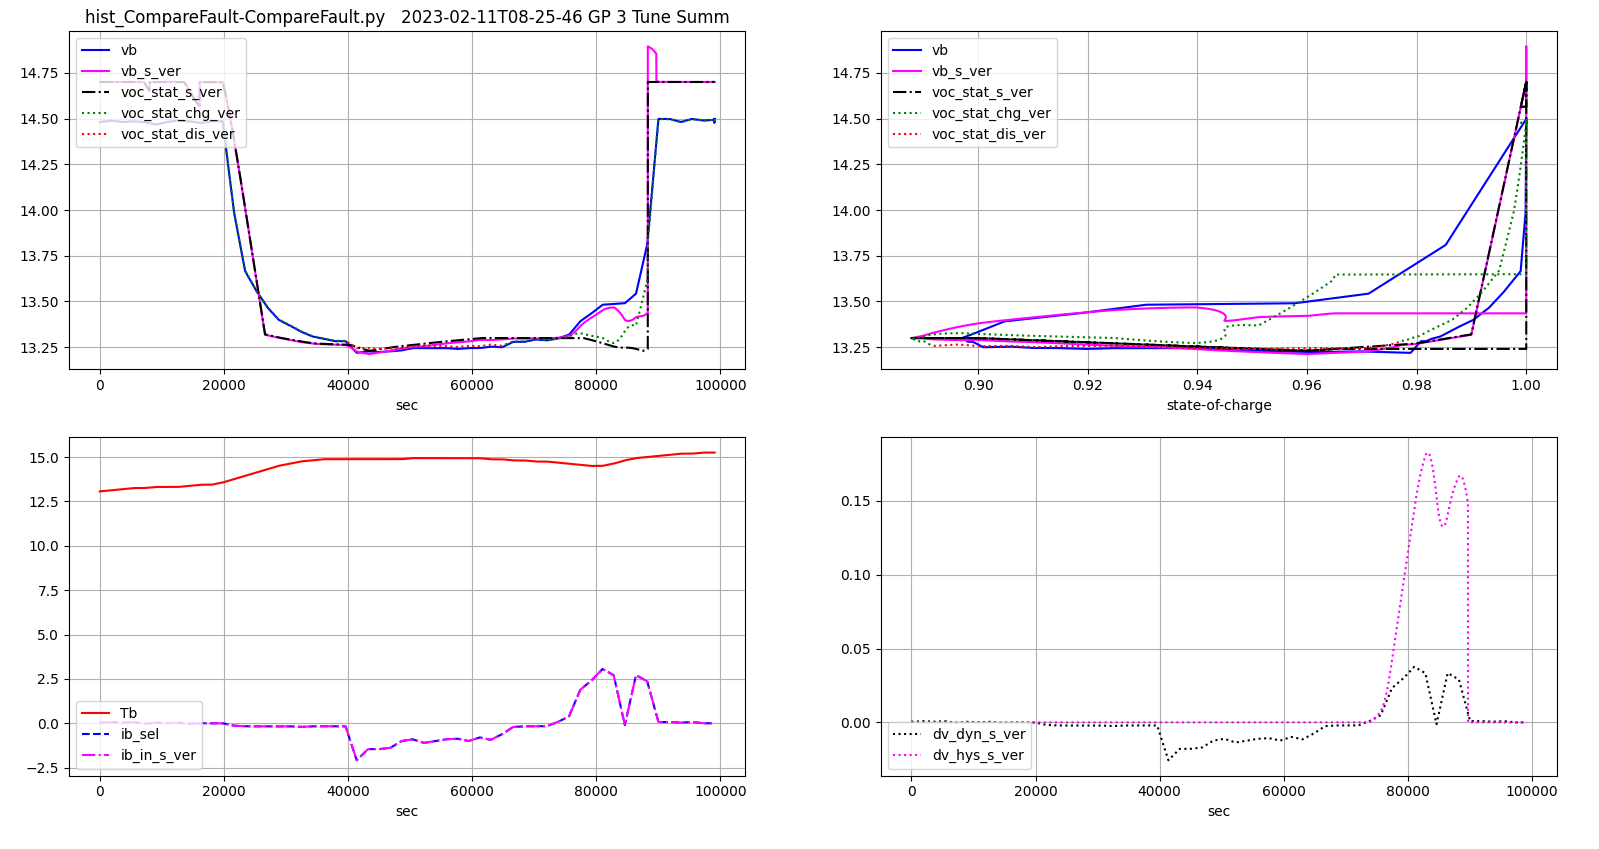 hist_CompareFault-CompareFault.py   2023-02-11T08-25-46 GP 3 Tune Summ
vb
vb_s_ver
voc_stat_s_ver
voc_stat_chg_ver
voc_stat_dis_ver
14.75
14.50
14.25
14.00
13.75
13.50
13.25
0 20000 40000 60000 80000 100000
sec
vb
vb_s_ver
voc_stat_s_ver
voc_stat_chg_ver
voc_stat_dis_ver
14.75
14.50
14.25
14.00
13.75
13.50
13.25
0.90 0.92 0.94 0.96 0.98 1.00
state-of-charge
15.0
12.5
10.0
7.5
5.0
2.5
0.0
−2.5
Tb
ib_sel
ib_in_s_ver
0 20000 40000 60000 80000 100000
sec
0.15
0.10
0.05
0.00
dv_dyn_s_ver
dv_hys_s_ver
0 20000 40000 60000 80000 100000
sec